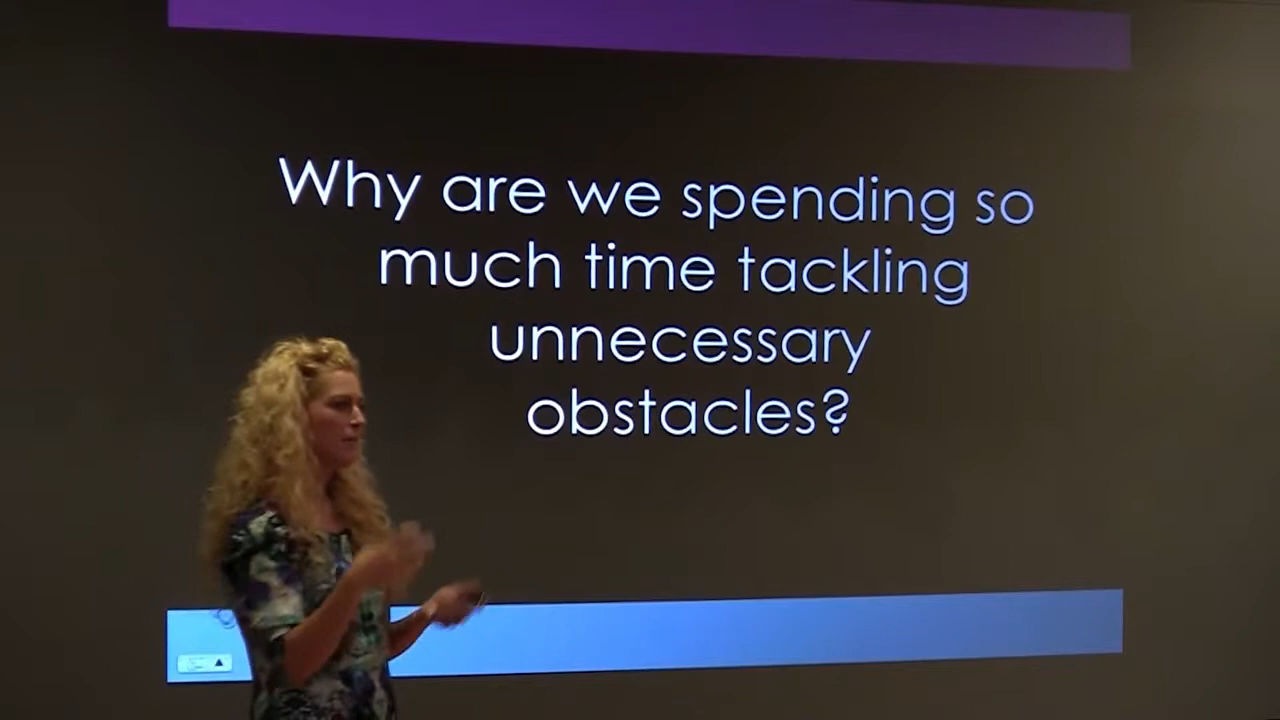 Why are we spending so
much time tackling
unnecessary
obstacles?